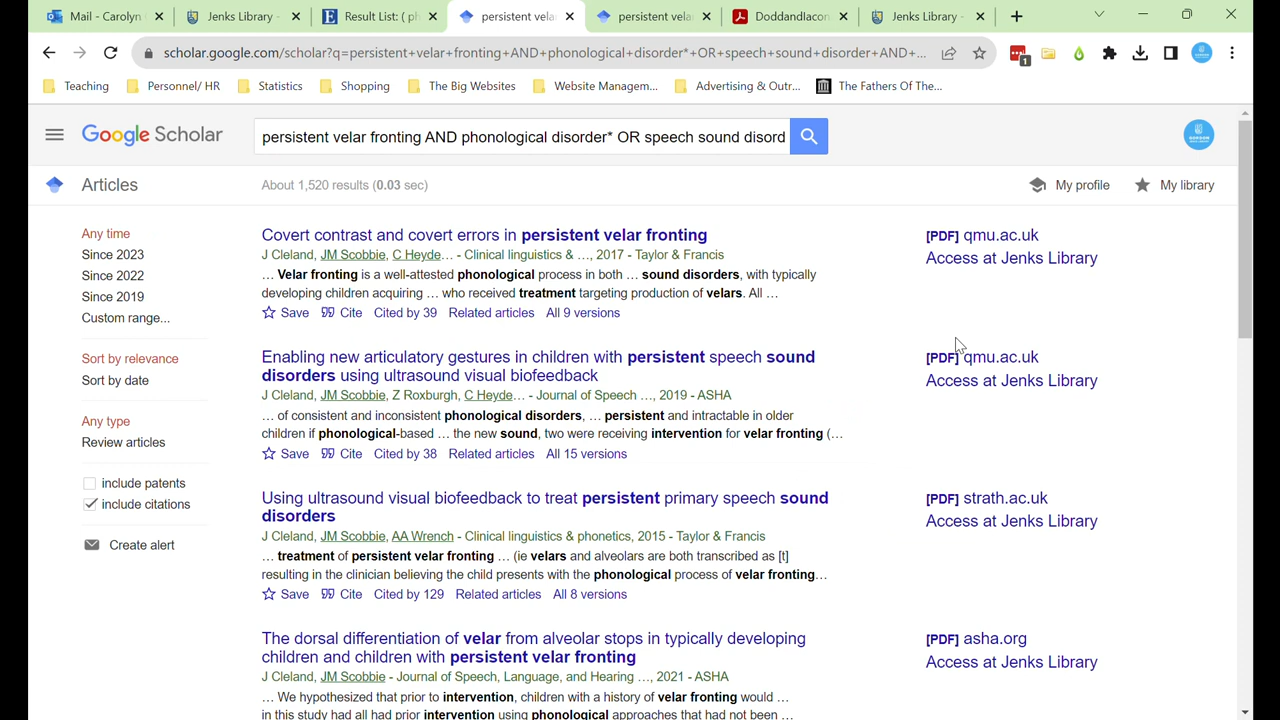 Mail - Carolyn
Jenks Library -
Result List: ( ph
persistent vela
persistent vela
DoddandIacon
Jenks Library -
scholar.google.com/scholar?q=persistent+velar+fronting+AND+phonological+disorder*+OR+speech+sound+disorder+AND+...
1
Teaching
Personnel/ HR
Statistics
Shopping
The Big Websites
Website Managem...
Advertising & Outr...
The Fathers Of The...
Google Scholar
persistent velar fronting AND phonological disorder* OR speech sound disord
Articles
About 1,520 results (0.03 sec)
My profile
My library
Any time
Since 2023
Since 2022
Since 2019
Custom range...
Sort by relevance
Sort by date
Any type
Review articles
include patents
include citations
Create alert
Covert contrast and covert errors in persistent velar fronting
J Cleland, JM Scobbie, C Heyde... - Clinical linguistics & ..., 2017 - Taylor & Francis
... Velar fronting is a well-attested phonological process in both ... sound disorders, with typically
developing children acquiring ... who received treatment targeting production of velars. All ...
Save Cite Cited by 39 Related articles All 9 versions
[PDF] qmu.ac.uk
Access at Jenks Library
Enabling new articulatory gestures in children with persistent speech sound
disorders using ultrasound visual biofeedback
J Cleland, JM Scobbie, Z Roxburgh, C Heyde... - Journal of Speech ..., 2019 - ASHA
... of consistent and inconsistent phonological disorders, ... persistent and intractable in older
children if phonological-based ... the new sound, two were receiving intervention for velar fronting (...
Save Cite Cited by 38 Related articles All 15 versions
[PDF] qmu.ac.uk
Access at Jenks Library
Using ultrasound visual biofeedback to treat persistent primary speech sound
disorders
J Cleland, JM Scobbie, AA Wrench - Clinical linguistics & phonetics, 2015 - Taylor & Francis
... treatment of persistent velar fronting ... (ie velars and alveolars are both transcribed as [t]
resulting in the clinician believing the child presents with the phonological process of velar fronting...
Save Cite Cited by 129 Related articles All 8 versions
[PDF] strath.ac.uk
Access at Jenks Library
The dorsal differentiation of velar from alveolar stops in typically developing
children and children with persistent velar fronting
J Cleland, JM Scobbie - Journal of Speech, Language, and Hearing ..., 2021 - ASHA
... We hypothesized that prior to intervention, children with a history of velar fronting would ...
in this study had all had prior intervention using phonological approaches that had not been ...
[PDF] asha.org
Access at Jenks Library